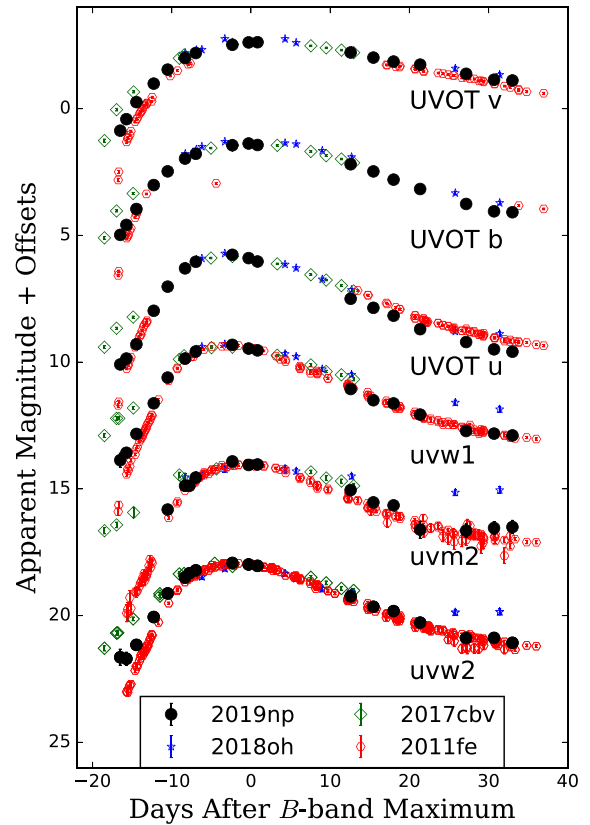 0
5
10
15
20
25
Apparent Magnitude + Offsets
UVOT v
UVOT b
UVOT u
uvw1
uvm2
uvw2
2019np
2018oh
2017cbv
2011fe
−20 −10 0 10 20 30 40
Days After B-band Maximum